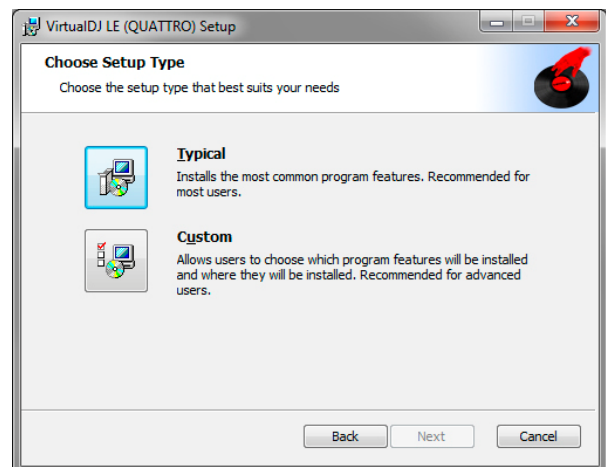 VirtualDJ LE (QUATTRO) Setup
Choose Setup Type
Choose the setup type that best suits your needs
Typical
Installs the most common program features. Recommended for
most users.
Custom
Allows users to choose which program features will be installed
and where they will be installed. Recommended for advanced
users.
Back Next Cancel